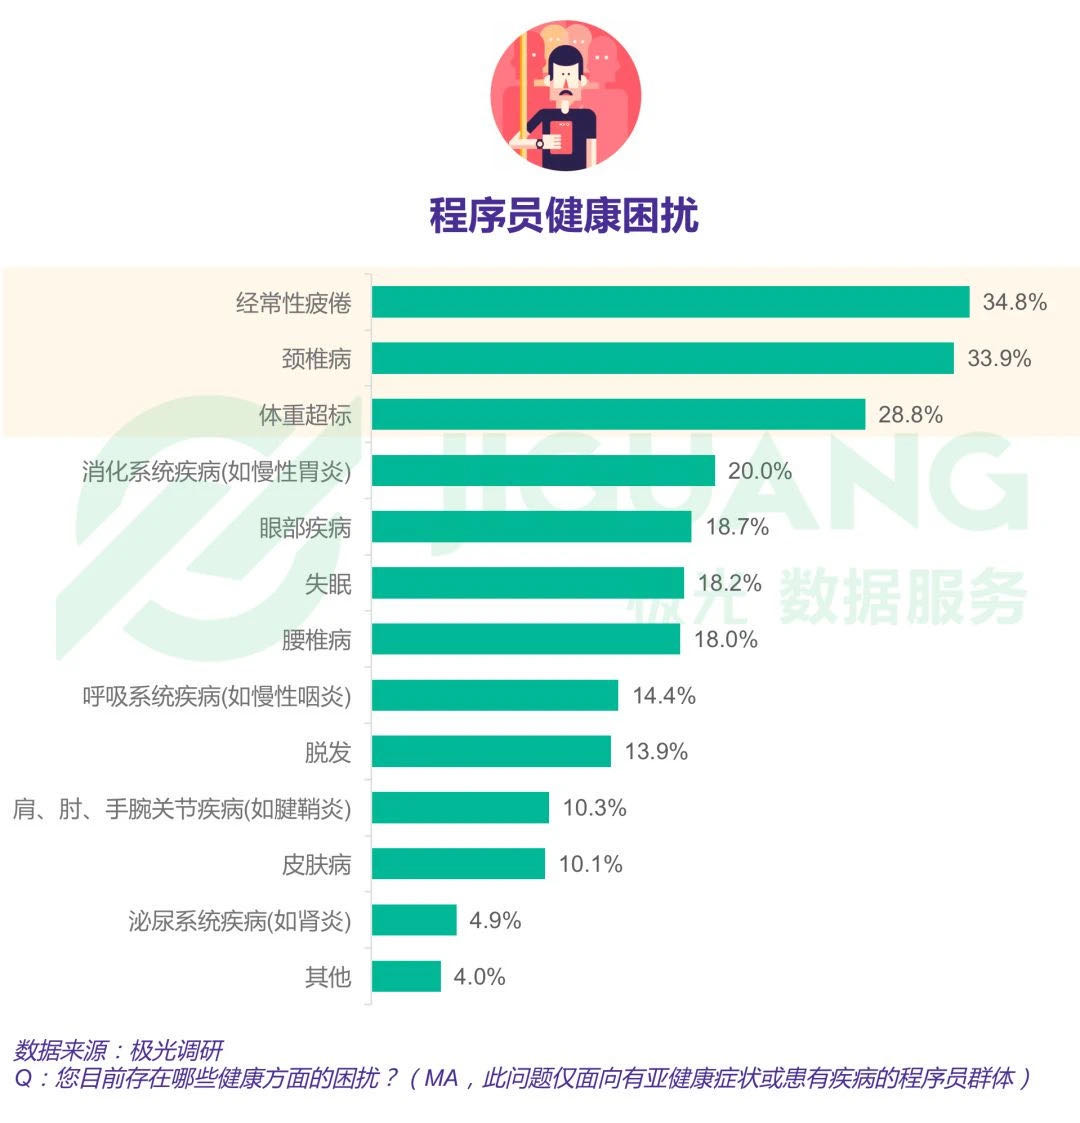 程序员健康困扰
经常性疲倦 34.8%
颈椎病 33.9%
体重超标 28.8%
消化系统疾病(如慢性胃炎) 20.0%
眼部疾病 18.7%
失眠 18.2%
腰椎病 18.0%
呼吸系统疾病(如慢性咽炎) 14.4%
脱发 13.9%
肩、肘、手腕关节疾病(如腱鞘炎) 10.3%
皮肤病 10.1%
泌尿系统疾病(如肾炎) 4.9%
其他 4.0%
JIGUANG
极光 数据服务
数据来源：极光调研
Q：您目前存在哪些健康方面的困扰？（MA，此问题仅面向有亚健康症状或患有疾病的程序员群体）